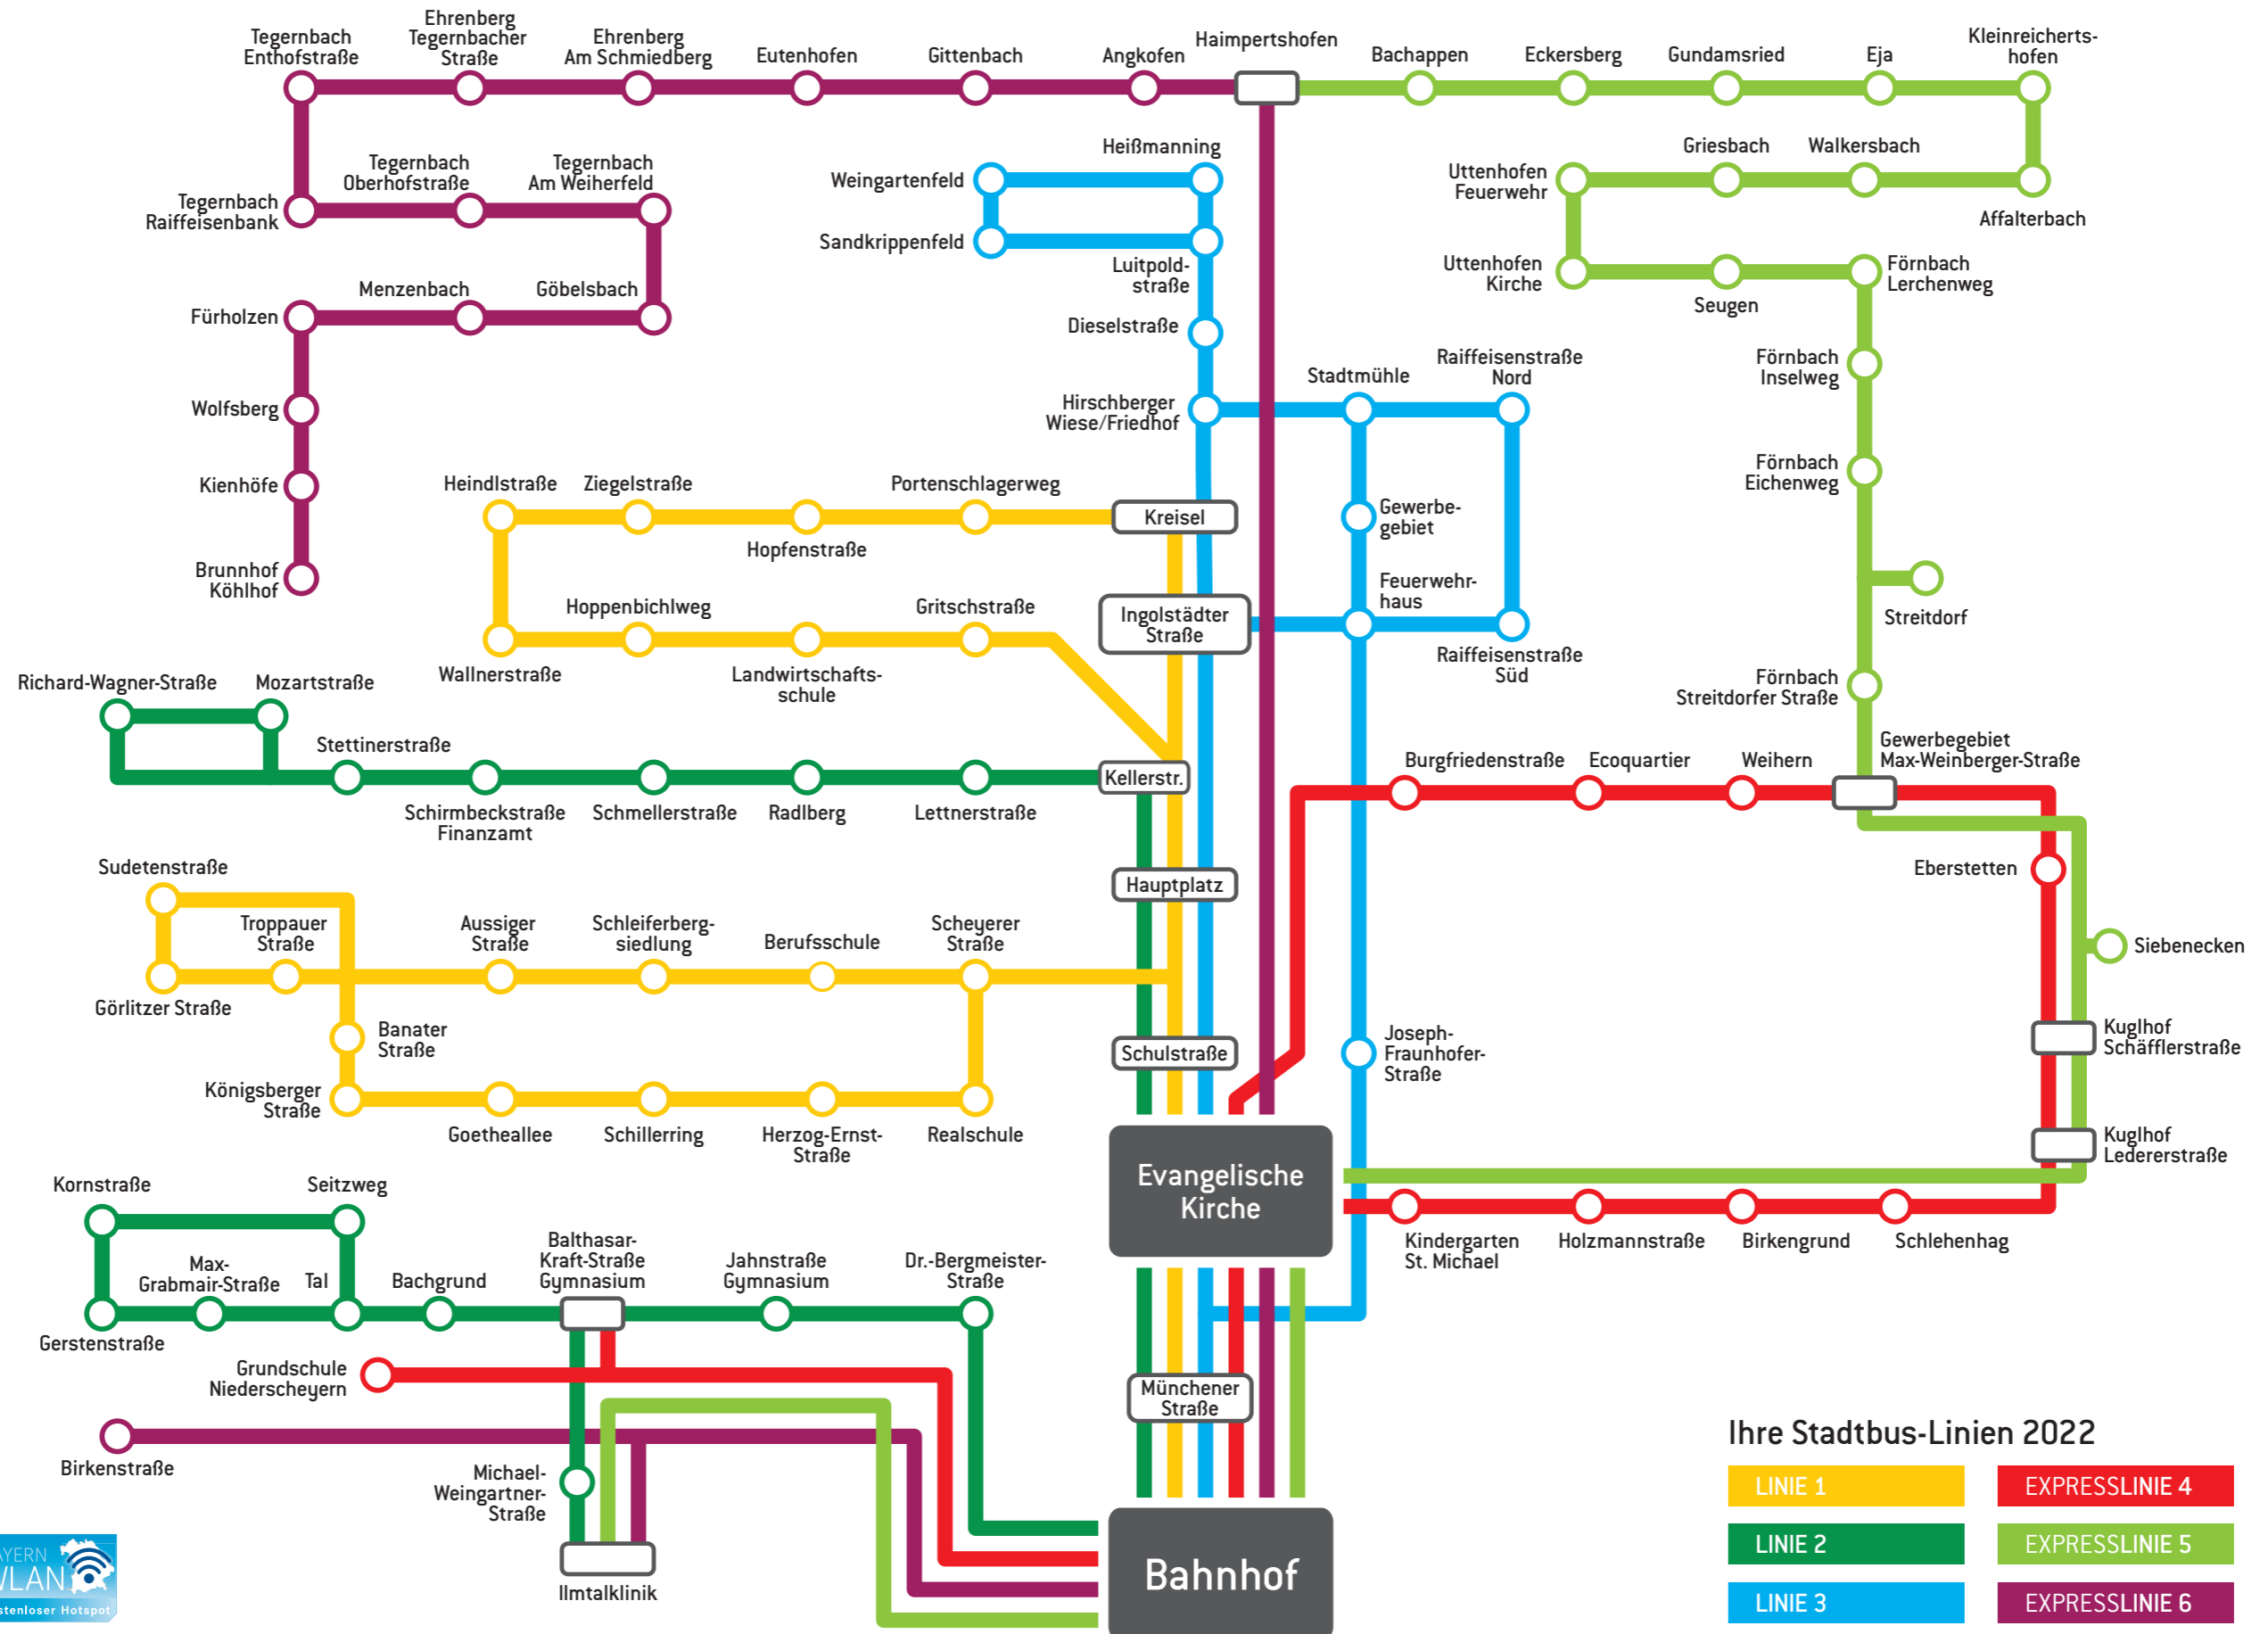 Tegernbach
Enthofstraße
Ehrenberg
Tegernbacher
Straße
Ehrenberg
Am Schmiedberg
Eutenhofen
Gittenbach
Angkofen
Haimpertshofen
Bachappen
Eckersberg
Gundamsried
Eja
Kleinreicherts-
hofen
Tegernbach
Raiffeisenbank
Tegernbach
Oberhofstraße
Tegernbach
Am Weiherfeld
Weingartenfeld
Heißmanning
Sandkrippenfeld
Luitpold-
straße
Uttenhofen
Feuerwehr
Griesbach
Walkersbach
Affalterbach
Uttenhofen
Kirche
Seugen
Förnbach
Lerchenweg
Fürholzen
Menzenbach
Göbelsbach
Dieselstraße
Wolfsberg
Hirschberger
Wiese/Friedhof
Stadtmühle
Raiffeisenstraße
Nord
Förnbach
Inselweg
Kienhöfe
Heindlstraße
Ziegelstraße
Hopfenstraße
Portenschlagerweg
Kreisel
Gewerbe-
gebiet
Förnbach
Eichenweg
Brunnhof
Köhlhof
Wallnerstraße
Hoppenbichlweg
Landwirtschafts-
schule
Gritschstraße
Ingolstädter
Straße
Feuerwehr-
haus
Raiffeisenstraße
Süd
Streitdorf
Förnbach
Streitdorfer Straße
Richard-Wagner-Straße
Mozartstraße
Stettinerstraße
Schirmbeckstraße
Finanzamt
Schmellerstraße
Radlberg
Lettnerstraße
Kellerstr.
Burgfriedenstraße
Ecoquartier
Weihern
Gewerbegebiet
Max-Weinberger-Straße
Hauptplatz
Eberstetten
Sudetenstraße
Görlitzer Straße
Troppauer
Straße
Aussiger
Straße
Schleiferberg-
siedlung
Berufsschule
Scheyerer
Straße
Siebenecken
Banater
Straße
Schulstraße
Joseph-
Fraunhofer-
Straße
Kuglhof
Schäfflerstraße
Königsberger
Straße
Goetheallee
Schillerring
Herzog-Ernst-
Straße
Realschule
Kuglhof
Ledererstraße
Evangelische
Kirche
Kindergarten
St. Michael
Holzmannstraße
Birkengrund
Schlehenhag
Kornstraße
Seitzweg
Gerstenstraße
Max-
Grabmair-Straße
Tal
Bachgrund
Balthasar-
Kraft-Straße
Gymnasium
Jahnstraße
Gymnasium
Dr.-Bergmeister-
Straße
Grundschule
Niederscheyern
Münchener
Straße
Birkenstraße
Michael-
Weingartner-
Straße
Ilmtalklinik
Bahnhof
Ihre Stadtbus-Linien 2022
LINIE 1
EXPRESSLINIE 4
LINIE 2
EXPRESSLINIE 5
LINIE 3
EXPRESSLINIE 6
AYERN
WLAN
stenloser Hotspot